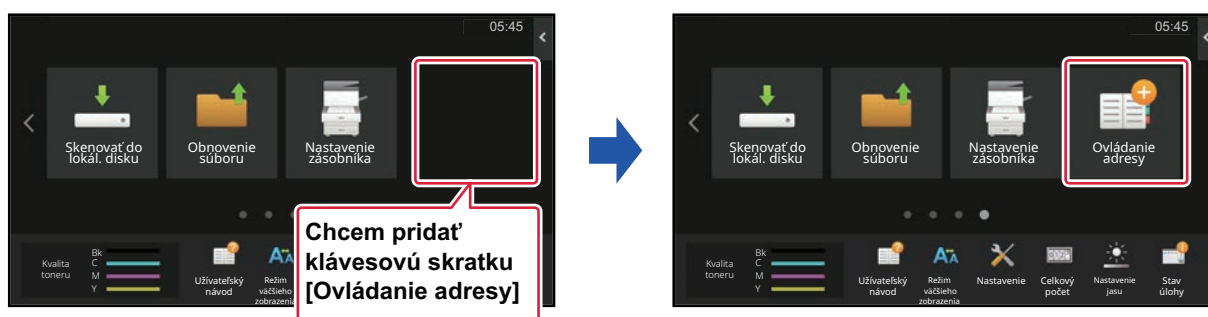 05:45
Skenovať do
lokál. disku
Obnovenie
súboru
Nastavenie
zásobníka
Chcem pridať
klávesovú skratku
[Ovládanie adresy]
Kvalita
toneru
Bk
C
M
Y
Užívateľský
návod
Režim
väčšieho
zobrazenia
05:45
Skenovať do
lokál. disku
Obnovenie
súboru
Nastavenie
zásobníka
Ovládanie
adresy
Kvalita
toneru
Bk
C
M
Y
Užívateľský
návod
Režim
väčšieho
zobrazenia
Nastavenie
Celkový
počet
Nastavenie
jasu
Stav
úlohy